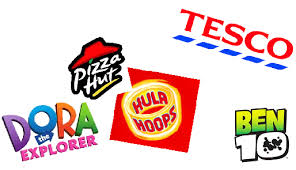 TESCO
Pizza
Hut
HULA
HOOPS
DORA
the
EXPLORER
BEN
10